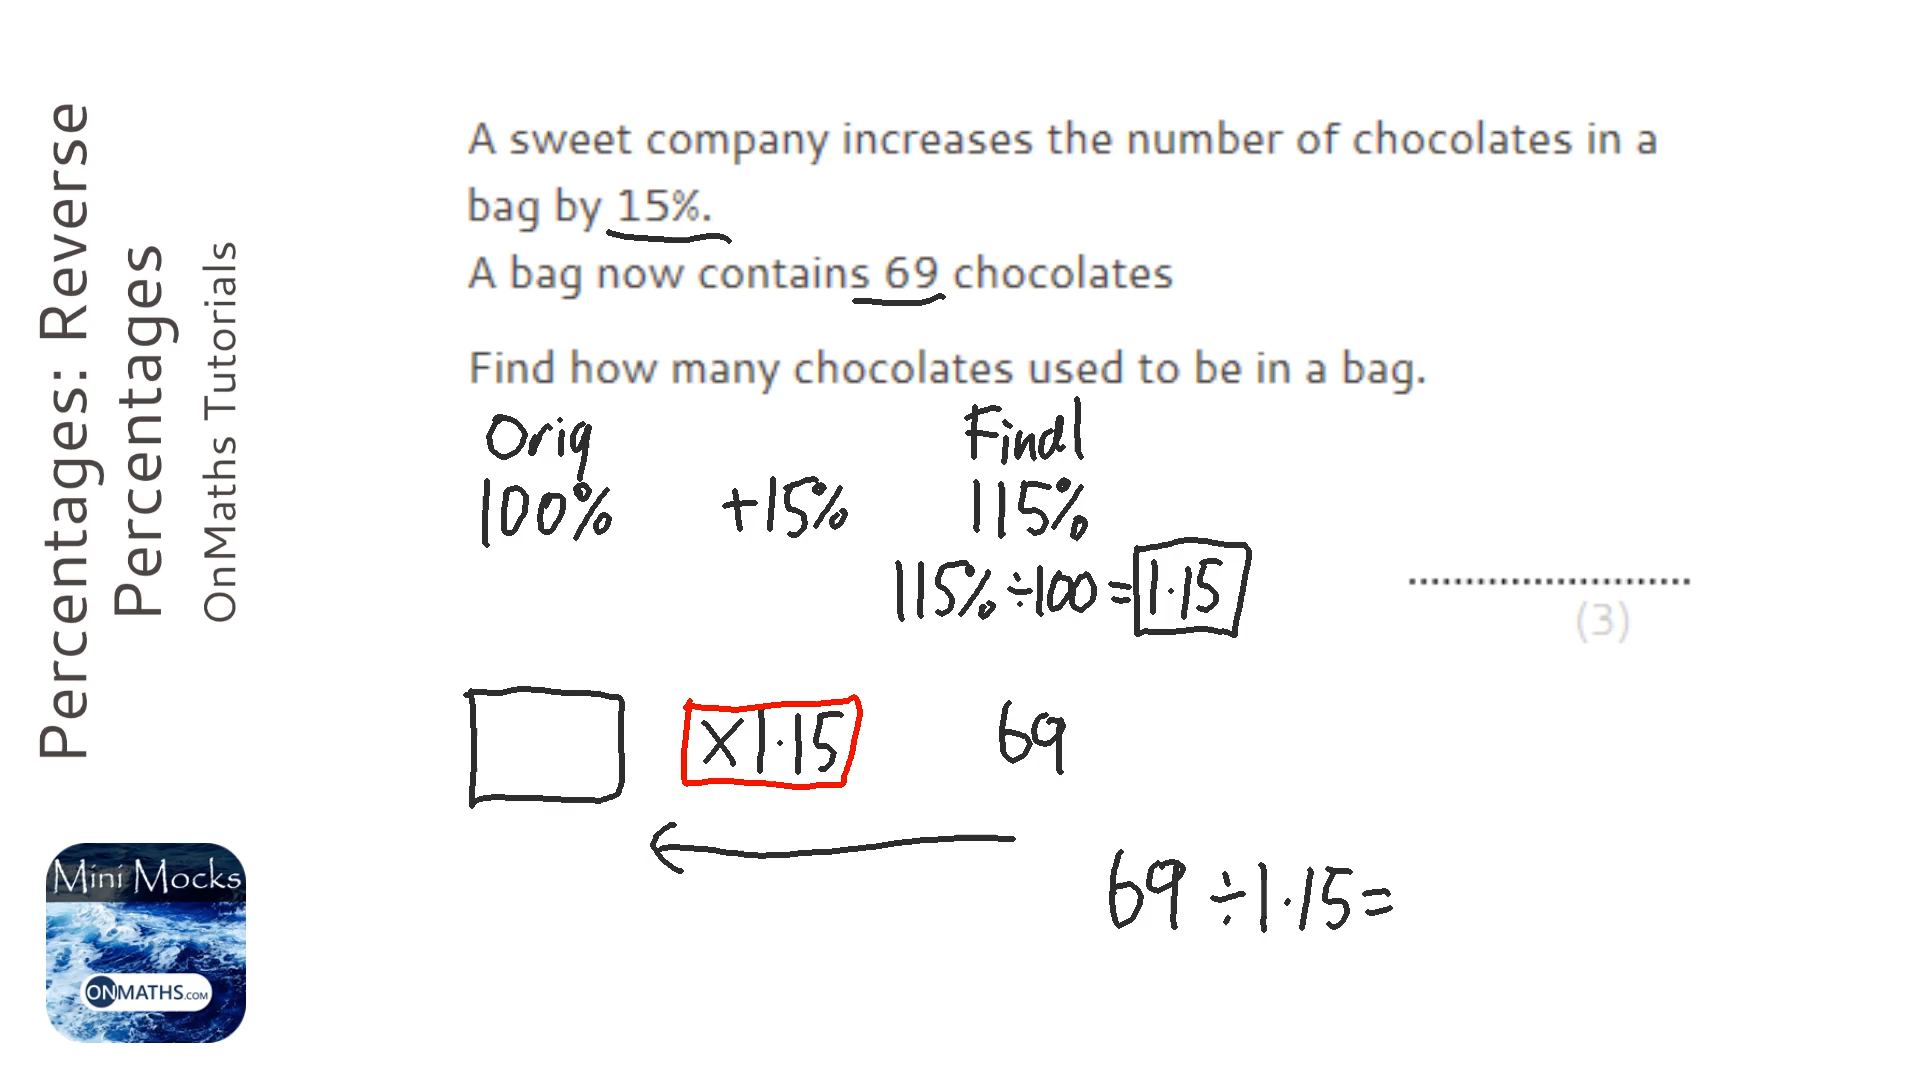 Percentages: Reverse
Percentages
OnMaths Tutorials
A sweet company increases the number of chocolates in a
bag by 15%.
A bag now contains 69 chocolates
Find how many chocolates used to be in a bag.
Orig Final
100% +15% 115%
115% ÷100 = 1.15
(3)
×1.15 69
69 ÷1.15=
Mini Mocks
ONMATHS.COM